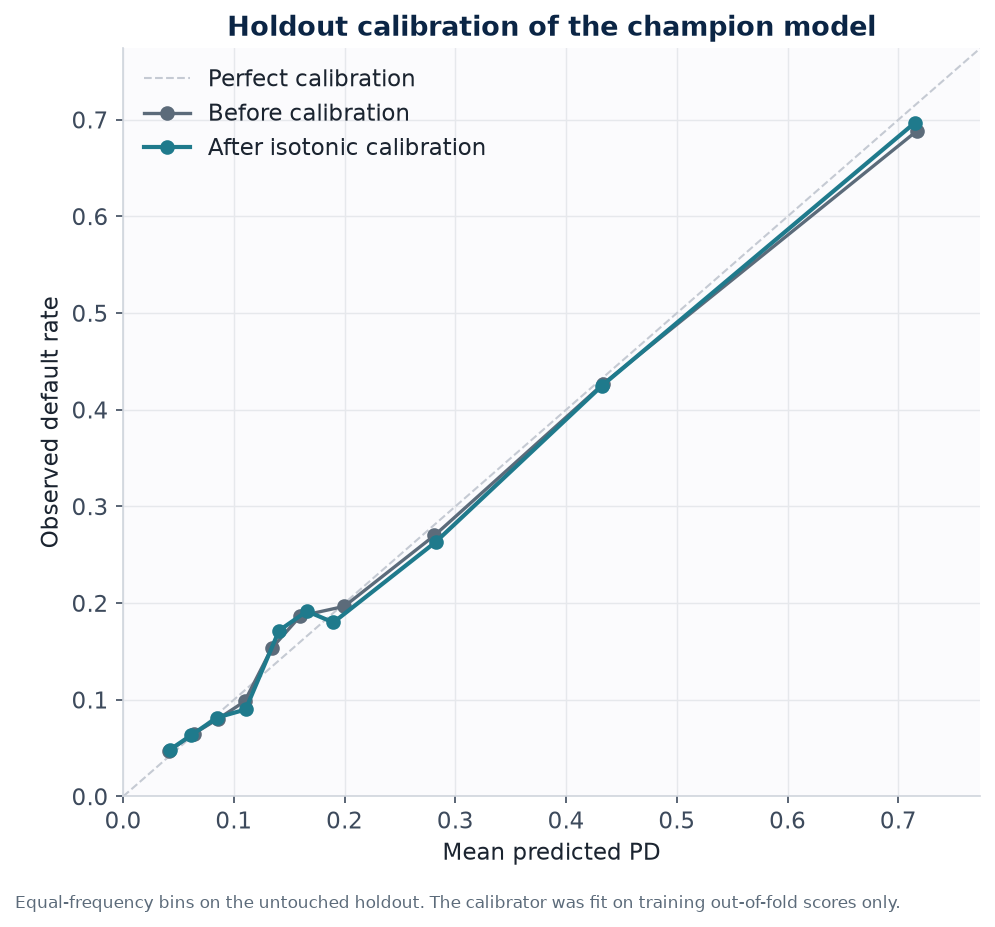 Holdout calibration of the champion model
Perfect calibration
Before calibration
After isotonic calibration
Observed default rate
0.7
0.6
0.5
0.4
0.3
0.2
0.1
0.0
0.0 0.1 0.2 0.3 0.4 0.5 0.6 0.7
Mean predicted PD
Equal-frequency bins on the untouched holdout. The calibrator was fit on training out-of-fold scores only.